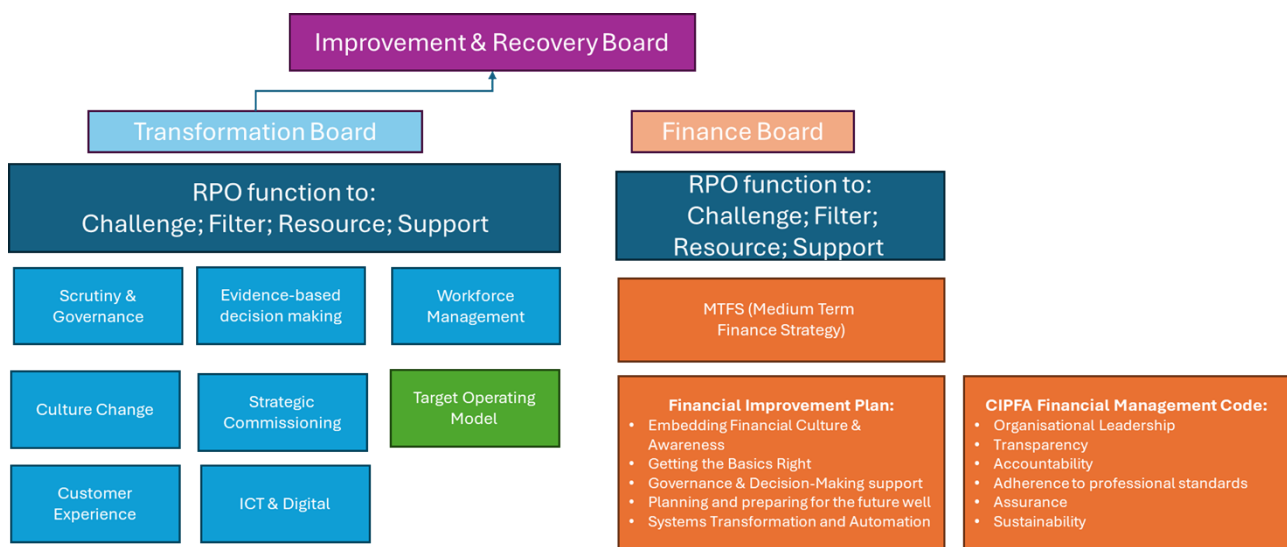 Improvement & Recovery Board
Transformation Board
Finance Board
RPO function to:
Challenge; Filter; Resource; Support
RPO function to:
Challenge; Filter;
Resource; Support
Scrutiny &
Governance
Evidence-based
decision making
Workforce
Management
MTFS (Medium Term
Finance Strategy)
Culture Change
Strategic
Commissioning
Target Operating
Model
Customer
Experience
ICT & Digital
Financial Improvement Plan:
• Embedding Financial Culture &
Awareness
• Getting the Basics Right
• Governance & Decision-Making support
• Planning and preparing for the future well
• Systems Transformation and Automation
CIPFA Financial Management Code:
• Organisational Leadership
• Transparency
• Accountability
• Adherence to professional standards
• Assurance
• Sustainability